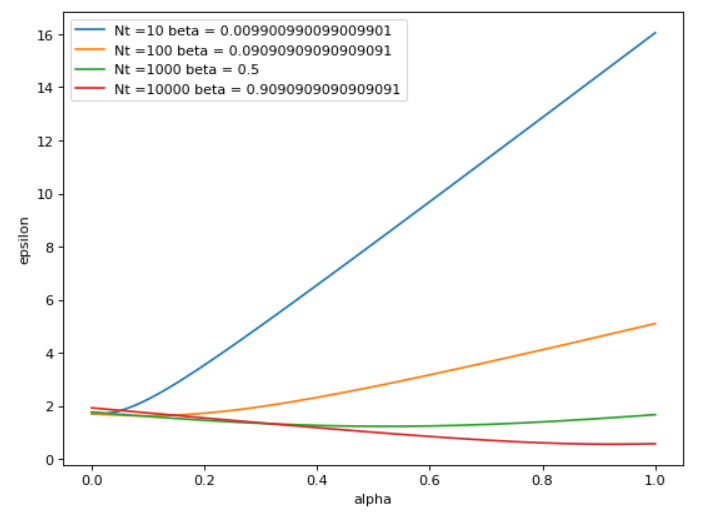 Nt =10 beta = 0.009900990099009901
Nt =100 beta = 0.09090909090909091
Nt =1000 beta = 0.5
Nt =10000 beta = 0.9090909090909091
16
14
12
10
8
6
4
2
0
epsilon
0.0 0.2 0.4 0.6 0.8 1.0
alpha